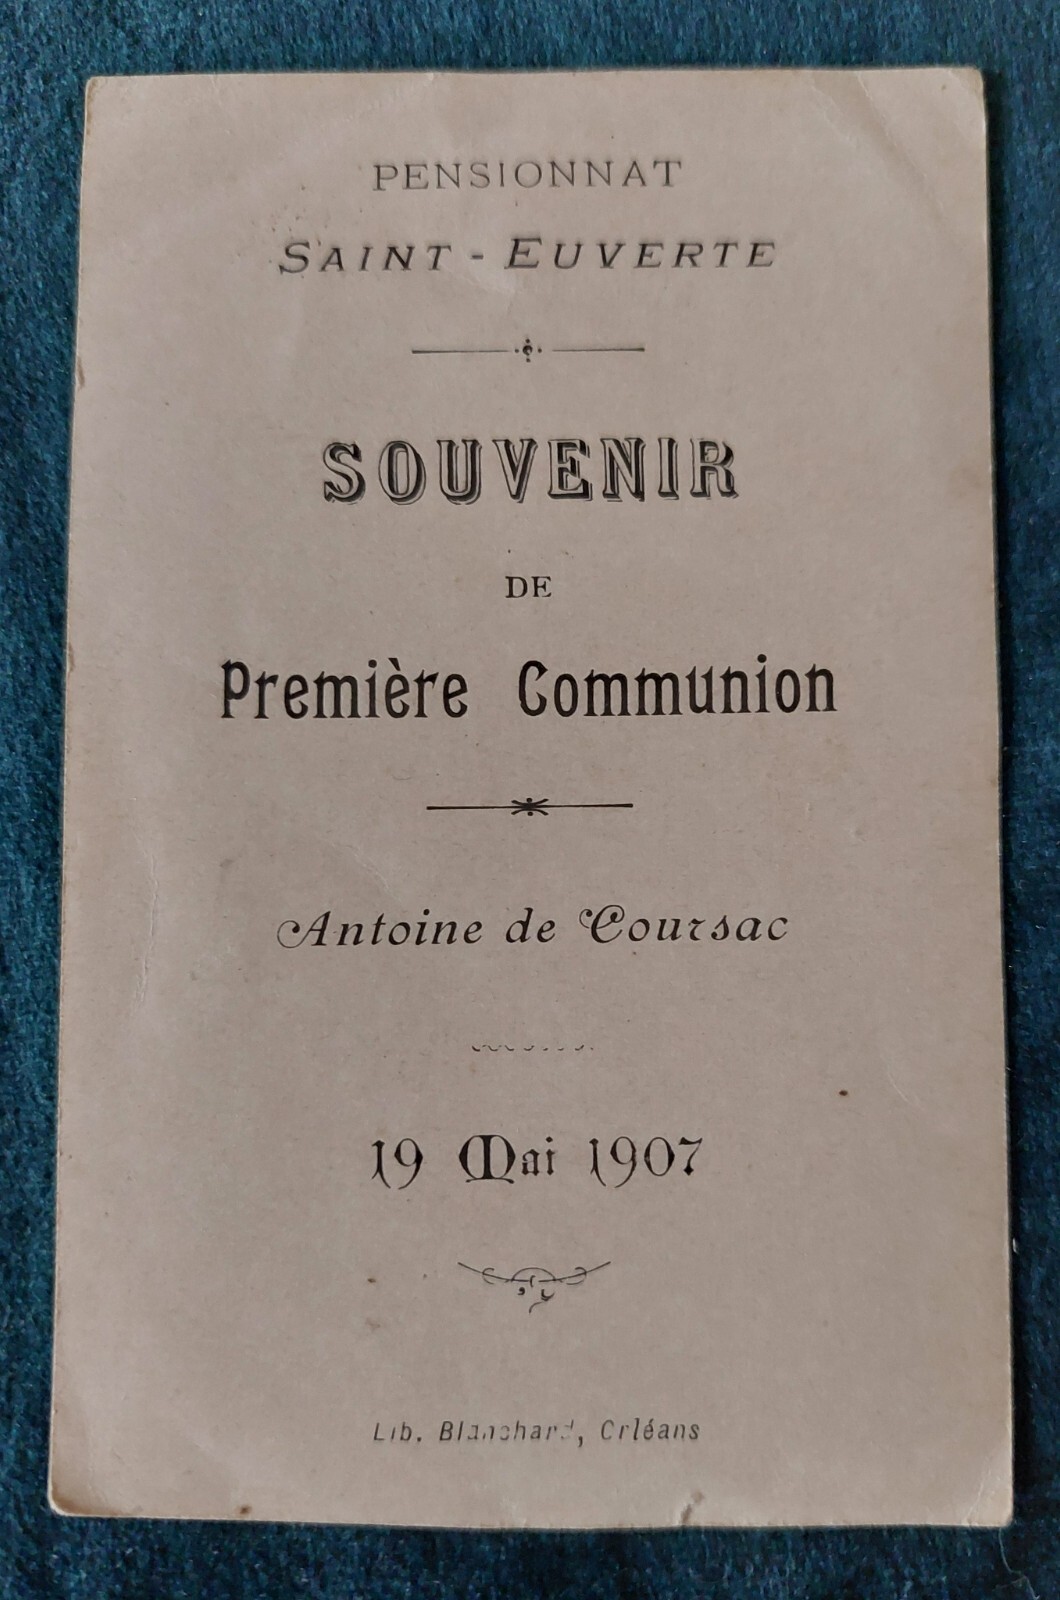 PENSIONNAT
SAINT-EUVERTE
SOUVENIR
DE
Première Communion
Antoine de Coursac
19 Mai 1907
Lib. Blanchard, Orléans